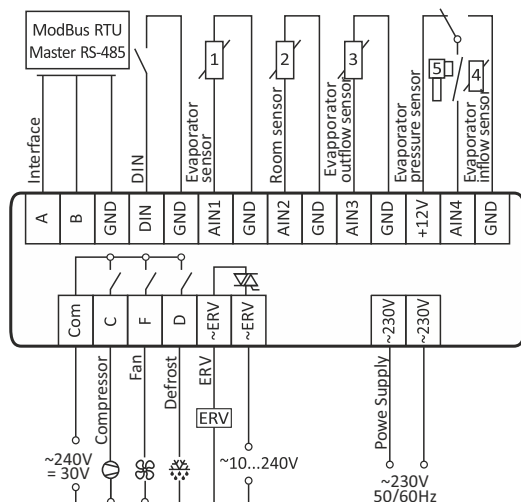 ModBus RTU
Master RS-485
Interface
DIN
Evaporator
sensor
1
Room sensor
2
Evapporator
outflow sensor
3
Evaporator
pressure sensor
5
Evaporator
inflow sensor
4
A
B
GND
DIN
GND
AIN1
GND
AIN2
GND
AIN3
GND
+12V
AIN4
GND
Com
C
F
D
~ERV
~ERV
~230V
~230V
Compressor
Fan
Defrost
ERV
ERV
Powe Supply
~240V
= 30V
~10...240V
~230V
50/60Hz